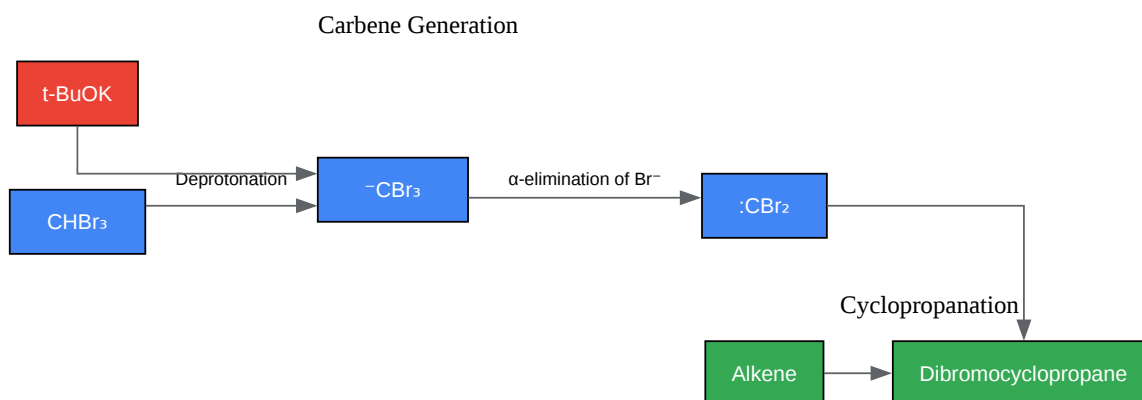 Carbene Generation
t-BuOK
Deprotonation
CHBr₃
⁻CBr₃
α-elimination of Br⁻
:CBr₂
Cyclopropanation
Alkene
Dibromocyclopropane